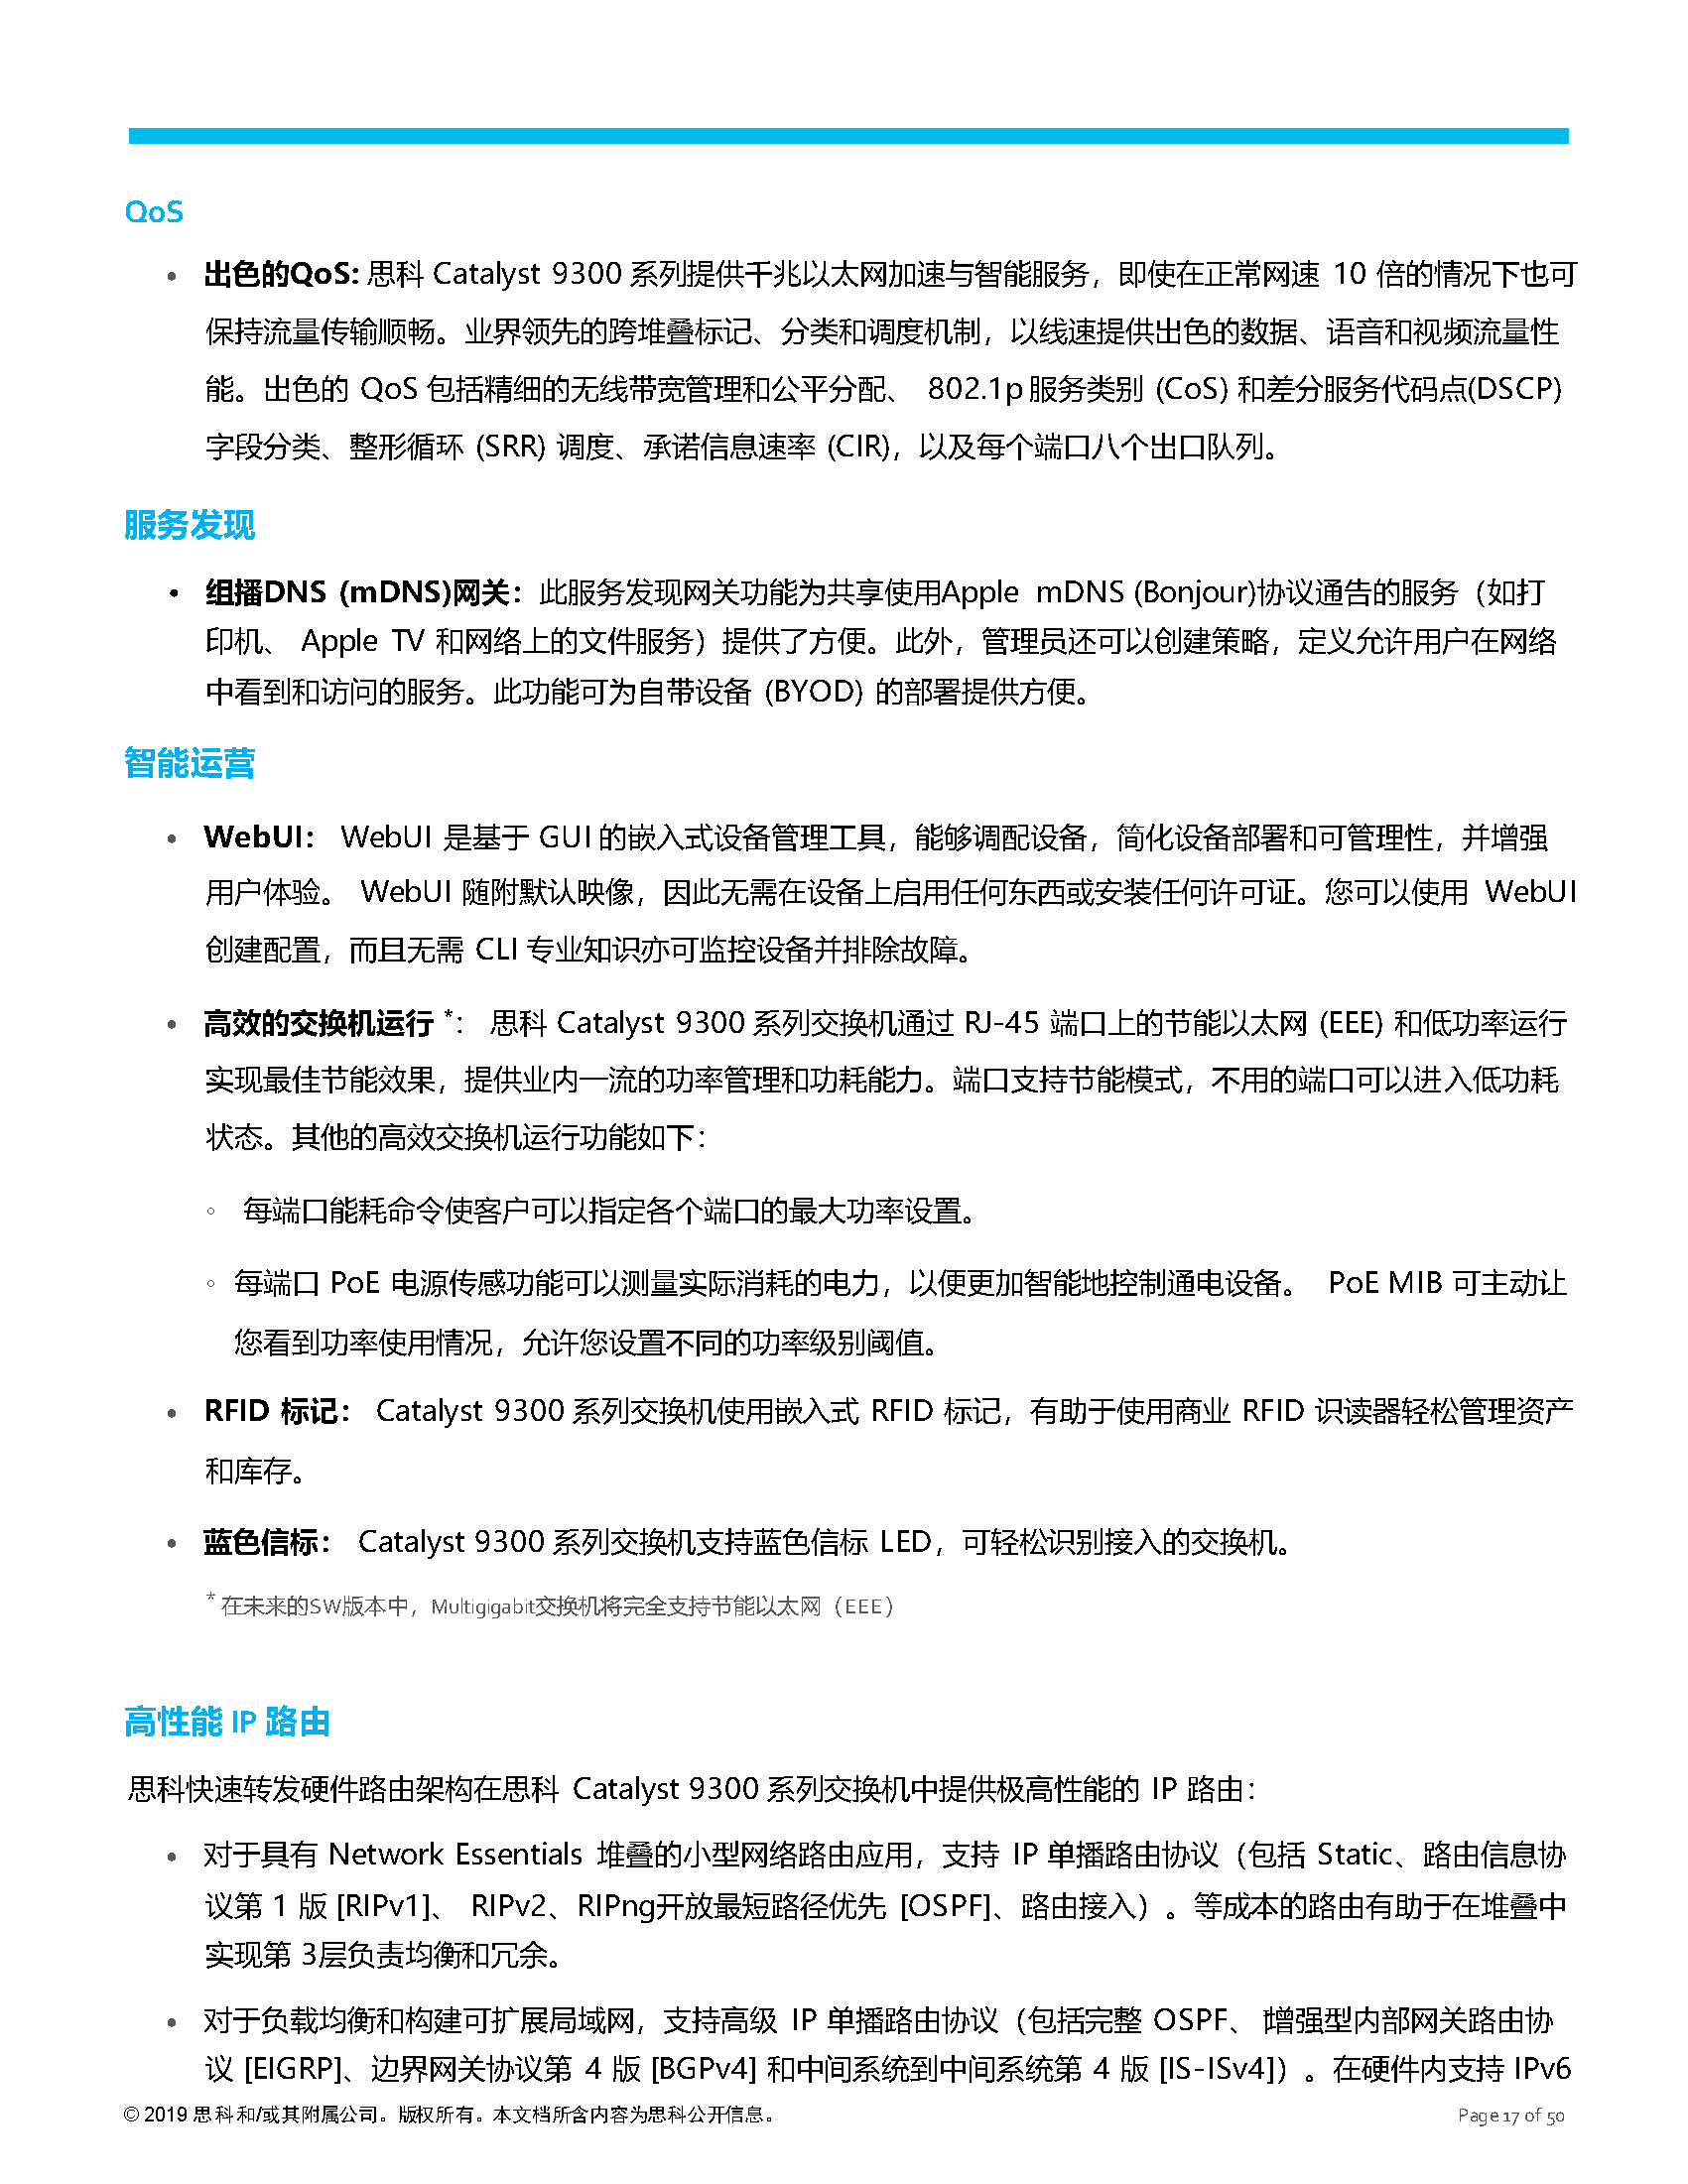 QoS
• 出色的QoS: 思科 Catalyst 9300 系列提供千兆以太网加速与智能服务，即使在正常网速 10 倍的情况下也可
保持流量传输顺畅。业界领先的跨堆叠标记、分类和调度机制，以线速提供出色的数据、语音和视频流量性
能。出色的 QoS 包括精细的无线带宽管理和公平分配、 802.1p 服务类别 (CoS) 和差分服务代码点(DSCP)
字段分类、整形循环 (SRR) 调度、承诺信息速率 (CIR)，以及每个端口八个出口队列。
服务发现
• 组播DNS (mDNS)网关：此服务发现网关功能为共享使用Apple mDNS (Bonjour)协议通告的服务（如打
印机、 Apple TV 和网络上的文件服务）提供了方便。此外，管理员还可以创建策略，定义允许用户在网络
中看到和访问的服务。此功能可为自带设备 (BYOD) 的部署提供方便。
智能运营
• WebUI： WebUI 是基于 GUI 的嵌入式设备管理工具，能够调配设备，简化设备部署和可管理性，并增强
用户体验。 WebUI 随附默认映像，因此无需在设备上启用任何东西或安装任何许可证。您可以使用 WebUI
创建配置，而且无需 CLI 专业知识亦可监控设备并排除故障。
• 高效的交换机运行 *： 思科 Catalyst 9300 系列交换机通过 RJ-45 端口上的节能以太网 (EEE) 和低功率运行
实现最佳节能效果，提供业内一流的功率管理和功耗能力。端口支持节能模式，不用的端口可以进入低功耗
状态。其他的高效交换机运行功能如下：
◦ 每端口能耗命令使客户可以指定各个端口的最大功率设置。
◦ 每端口 PoE 电源传感功能可以测量实际消耗的电力，以便更加智能地控制通电设备。 PoE MIB 可主动让
您看到功率使用情况，允许您设置不同的功率级别阈值。
• RFID 标记： Catalyst 9300 系列交换机使用嵌入式 RFID 标记，有助于使用商业 RFID 识读器轻松管理资产
和库存。
• 蓝色信标： Catalyst 9300 系列交换机支持蓝色信标 LED，可轻松识别接入的交换机。
* 在未来的SW版本中，Multigigabit交换机将完全支持节能以太网（EEE）
高性能 IP 路由
思科快速转发硬件路由架构在思科 Catalyst 9300 系列交换机中提供极高性能的 IP 路由：
• 对于具有 Network Essentials 堆叠的小型网络路由应用，支持 IP 单播路由协议（包括 Static、路由信息协
议第 1 版 [RIPv1]、 RIPv2、RIPng开放最短路径优先 [OSPF]、路由接入）。等成本的路由有助于在堆叠中
实现第 3层负责均衡和冗余。
• 对于负载均衡和构建可扩展局域网，支持高级 IP 单播路由协议（包括完整 OSPF、 增强型内部网关路由协
议 [EIGRP]、边界网关协议第 4 版 [BGPv4] 和中间系统到中间系统第 4 版 [IS-ISv4]）。在硬件内支持 IPv6
© 2019 思科和/或其附属公司。版权所有。本文档所含内容为思科公开信息。 Page 17 of 50